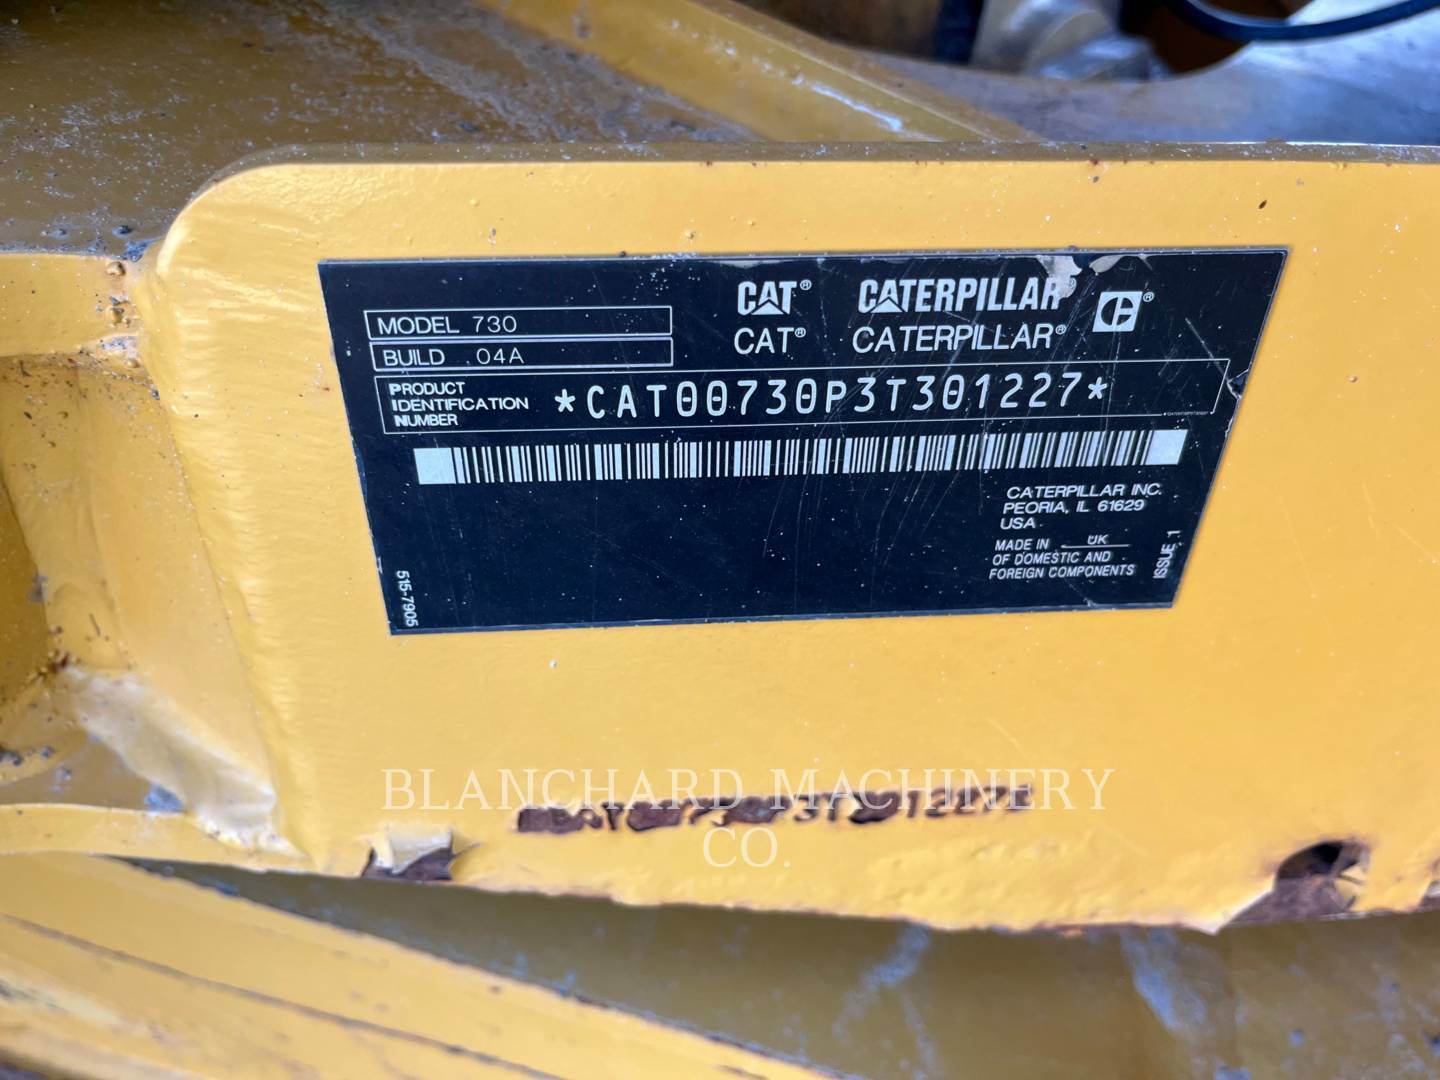 CAT® CATERPILLAR®
CAT® CATERPILLAR®
MODEL 730
BUILD 04A
PRODUCT IDENTIFICATION NUMBER *CAT00730P3T301227*
CATERPILLAR INC.
PEORIA, IL 61629
USA
MADE IN UK
OF DOMESTIC AND
FOREIGN COMPONENTS
ISSUE 1
515-7905
BLANCHARD MACHINERY
CO.